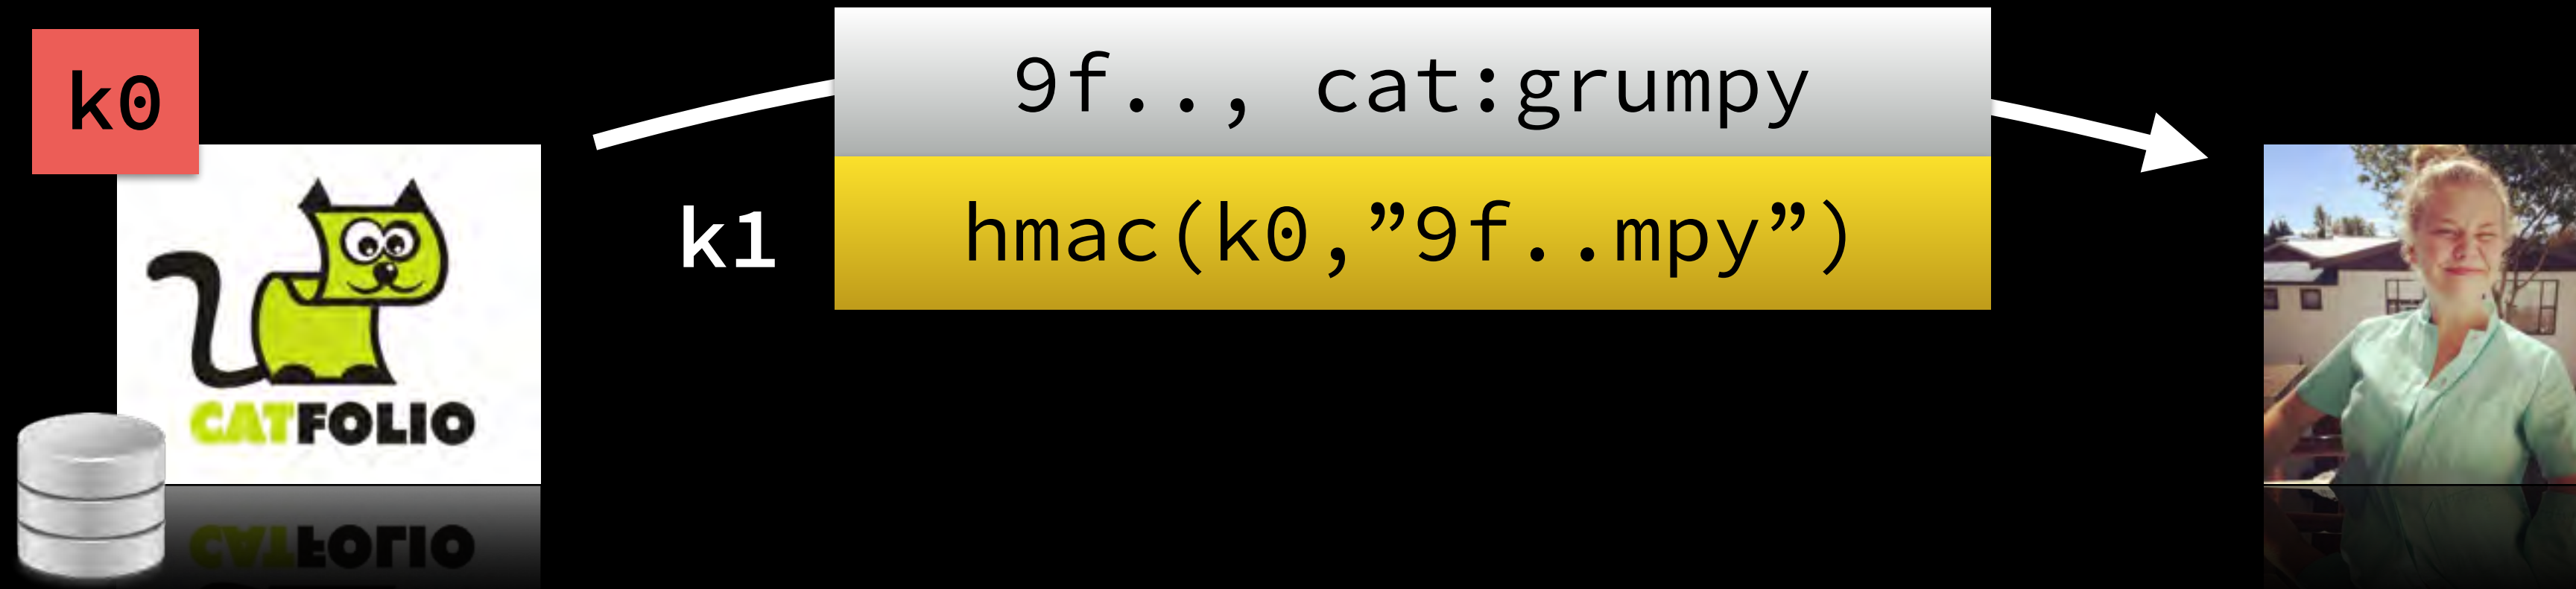 k0
9f.., cat:grumpy
k1
hmac(k0,”9f..mpy”)
CATFOLIO